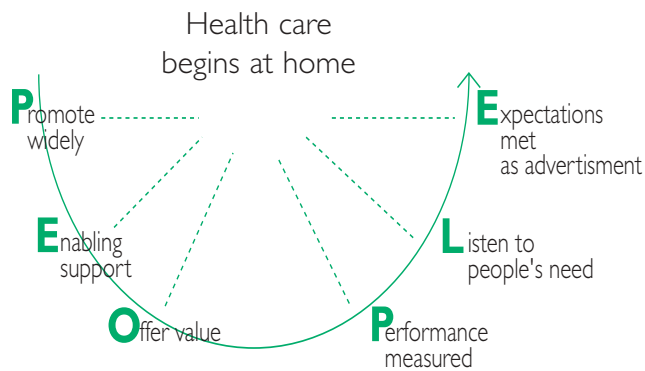 Health care
begins at home
Promote
widely
Enabling
support
Offer value
Performance
measured
Listen to
people's need
Expectations
met
as advertisment